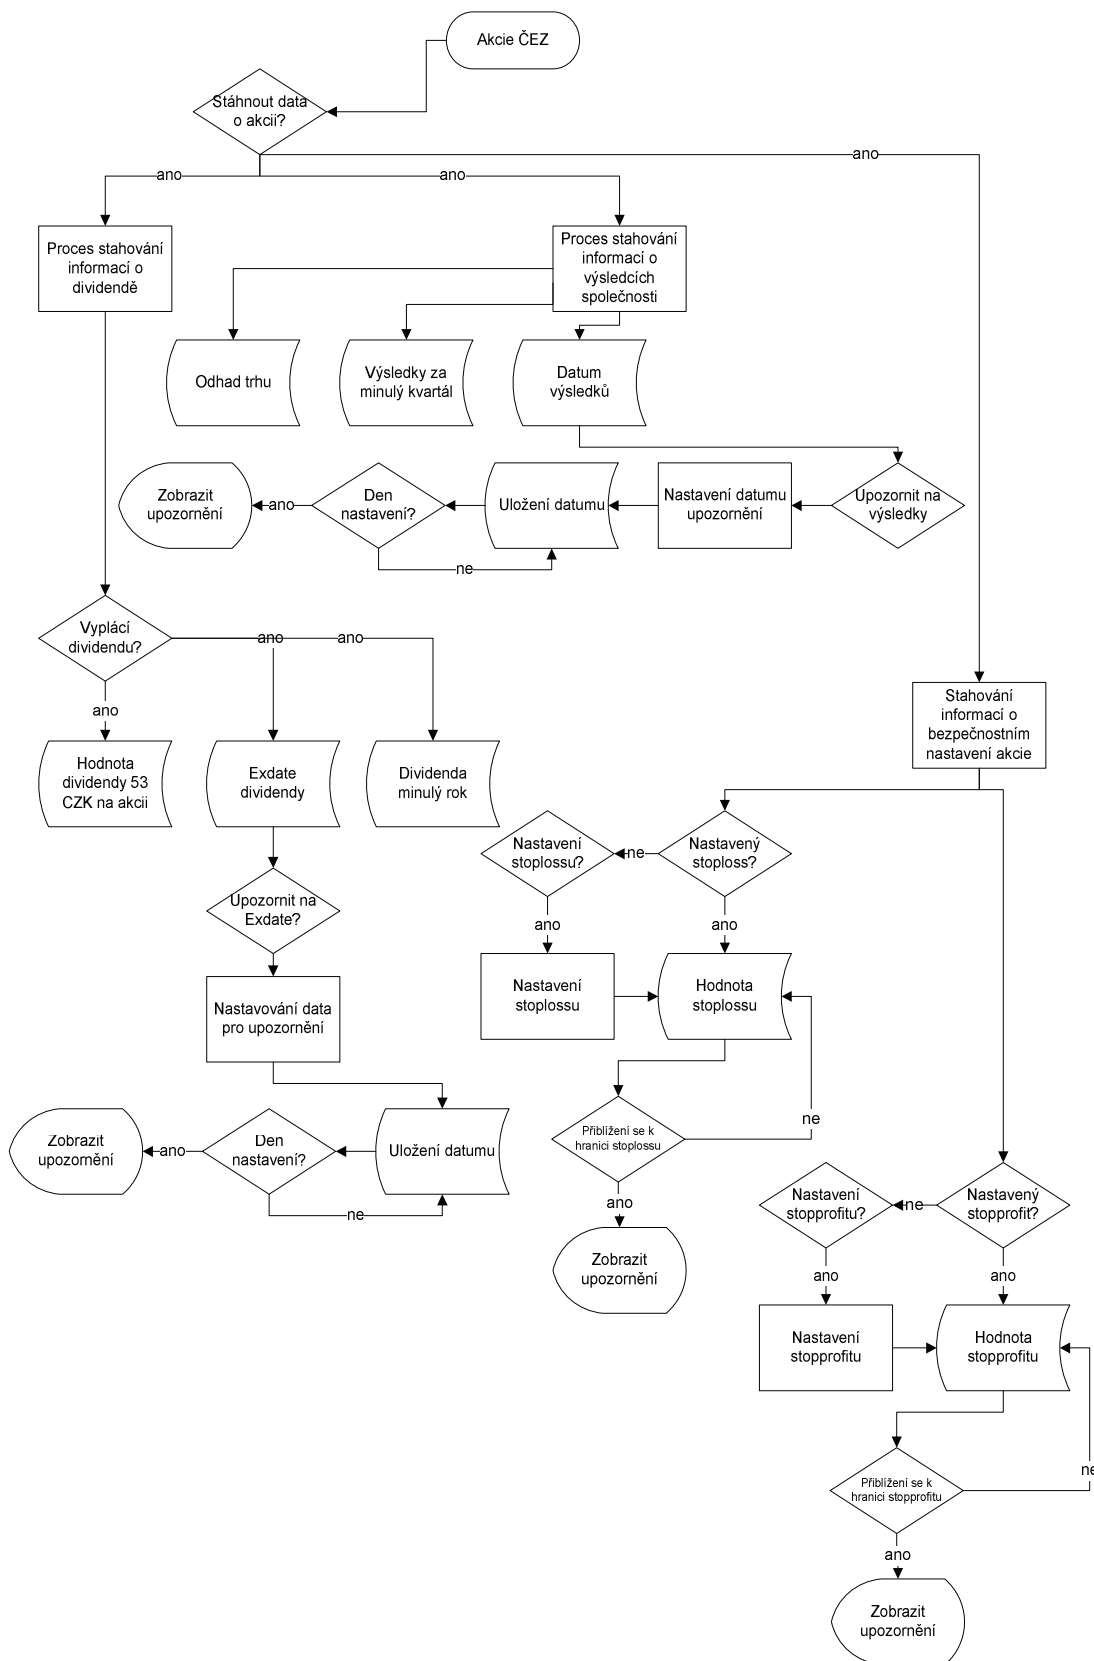 Akcie ČEZ
Stáhnout data
o akcii?
ano
ano
ano
Proces stahování
informací o
dividendě
Proces stahování
informací o
výsledcích
společnosti
Odhad trhu
Výsledky za
minulý kvartál
Datum
výsledků
Zobrazit
upozornění
ano
Den
nastavení?
ne
Uložení datumu
Nastavení datumu
upozornění
Upozornit na
výsledky
Vyplácí
dividendu?
ano
ano
ano
Stahování
informací o
bezpečnostním
nastavení akcie
Hodnota
dividendy 53
CZK na akcii
Exdate
dividendy
Dividenda
minulý rok
Nastavení
stoplossu?
ne
Nastavený
stoploss?
Upozornit na
Exdate?
ano
ano
Nastavení
stoplossu
Hodnota
stoplossu
Nastavování data
pro upozornění
Zobrazit
upozornění
ano
Den
nastavení?
ne
Uložení datumu
Přiblížení se k
hranici stoplossu
ne
ano
Zobrazit
upozornění
Nastavení
stopprofitu?
ne
Nastavený
stopprofit?
ano
ano
Nastavení
stopprofitu
Hodnota
stopprofitu
Přiblížení se k
hranici stopprofitu
ne
ano
Zobrazit
upozornění